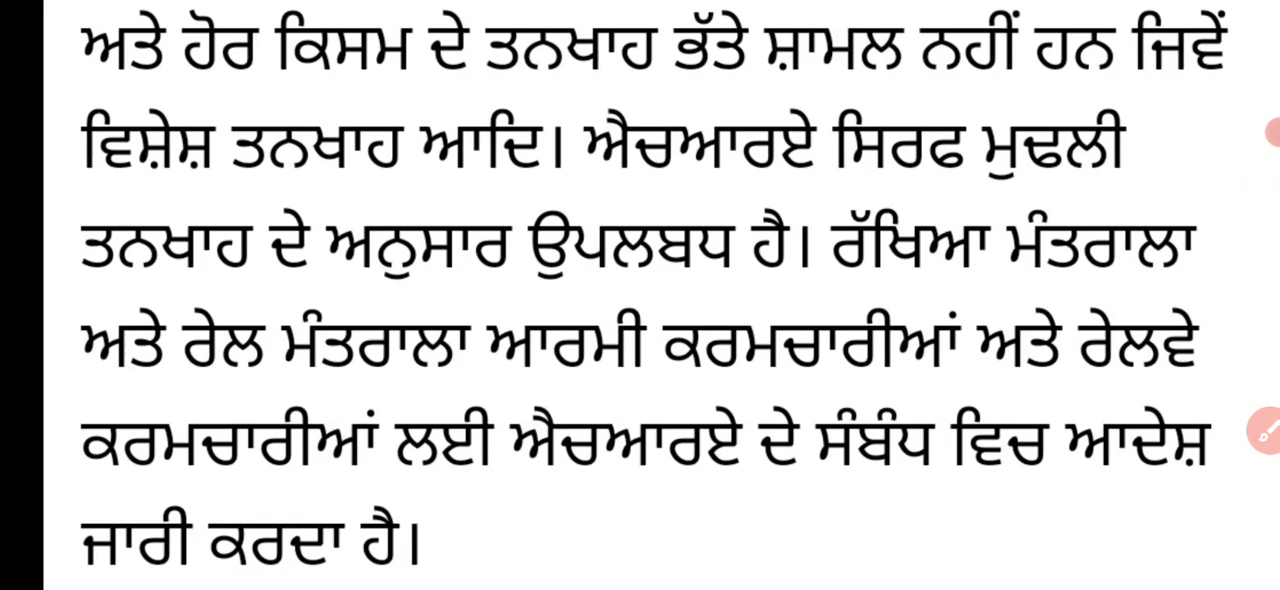 ਅਤੇ ਹੋਰ ਕਿਸਮ ਦੇ ਤਨਖਾਹ ਭੱਤੇ ਸ਼ਾਮਲ ਨਹੀਂ ਹਨ ਜਿਵੇਂ
ਵਿਸ਼ੇਸ਼ ਤਨਖਾਹ ਆਦਿ। ਐਚਆਰਏ ਸਿਰਫ ਮੁਢਲੀ
ਤਨਖਾਹ ਦੇ ਅਨੁਸਾਰ ਉਪਲਬਧ ਹੈ। ਰੱਖਿਆ ਮੰਤਰਾਲਾ
ਅਤੇ ਰੇਲ ਮੰਤਰਾਲਾ ਆਰਮੀ ਕਰਮਚਾਰੀਆਂ ਅਤੇ ਰੇਲਵੇ
ਕਰਮਚਾਰੀਆਂ ਲਈ ਐਚਆਰਏ ਦੇ ਸੰਬੰਧ ਵਿਚ ਆਦੇਸ਼
ਜਾਰੀ ਕਰਦਾ ਹੈ।